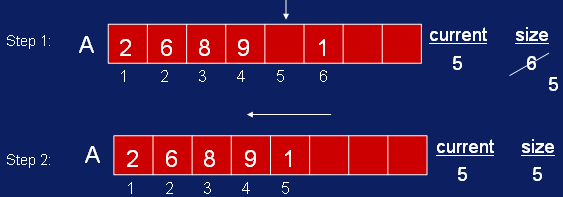 Step 1: A 2 6 8 9 1 current size
5 6
1 2 3 4 5 6 5
Step 2: A 2 6 8 9 1 current size
5 5
1 2 3 4 5